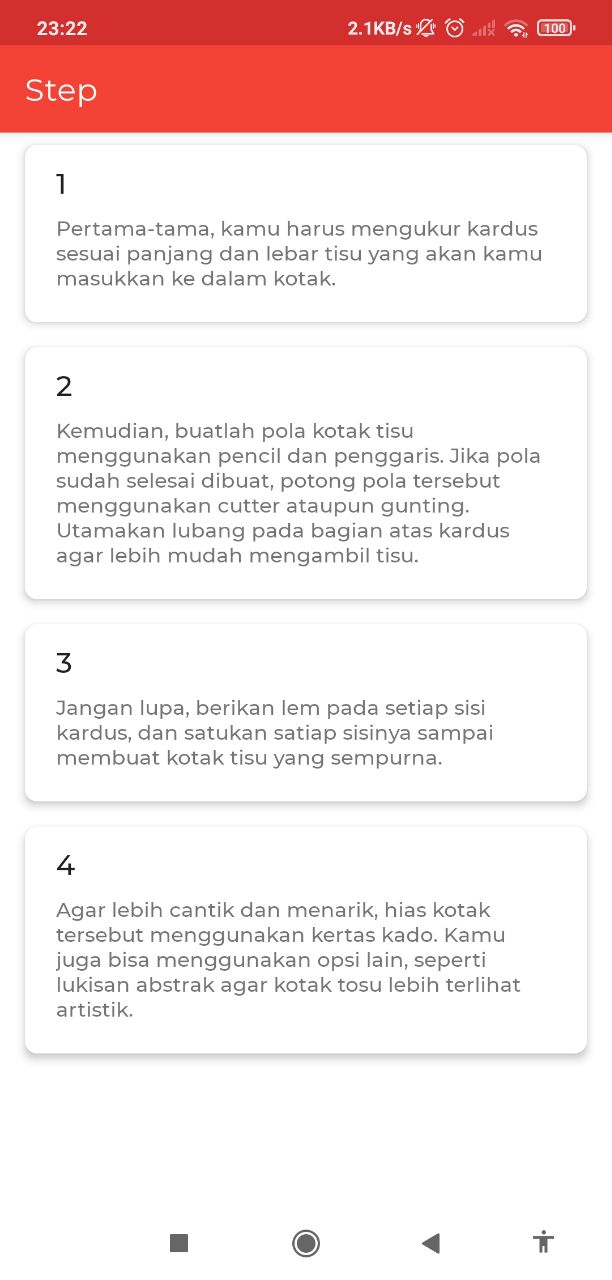 23:22
2.1KB/s
100
Step
1
Pertama-tama, kamu harus mengukur kardus
sesuai panjang dan lebar tisu yang akan kamu
masukkan ke dalam kotak.
2
Kemudian, buatlah pola kotak tisu
menggunakan pencil dan penggaris. Jika pola
sudah selesai dibuat, potong pola tersebut
menggunakan cutter ataupun gunting.
Utamakan lubang pada bagian atas kardus
agar lebih mudah mengambil tisu.
3
Jangan lupa, berikan lem pada setiap sisi
kardus, dan satukan satiap sisinya sampai
membuat kotak tisu yang sempurna.
4
Agar lebih cantik dan menarik, hias kotak
tersebut menggunakan kertas kado. Kamu
juga bisa menggunakan opsi lain, seperti
lukisan abstrak agar kotak tosu lebih terlihat
artistik.